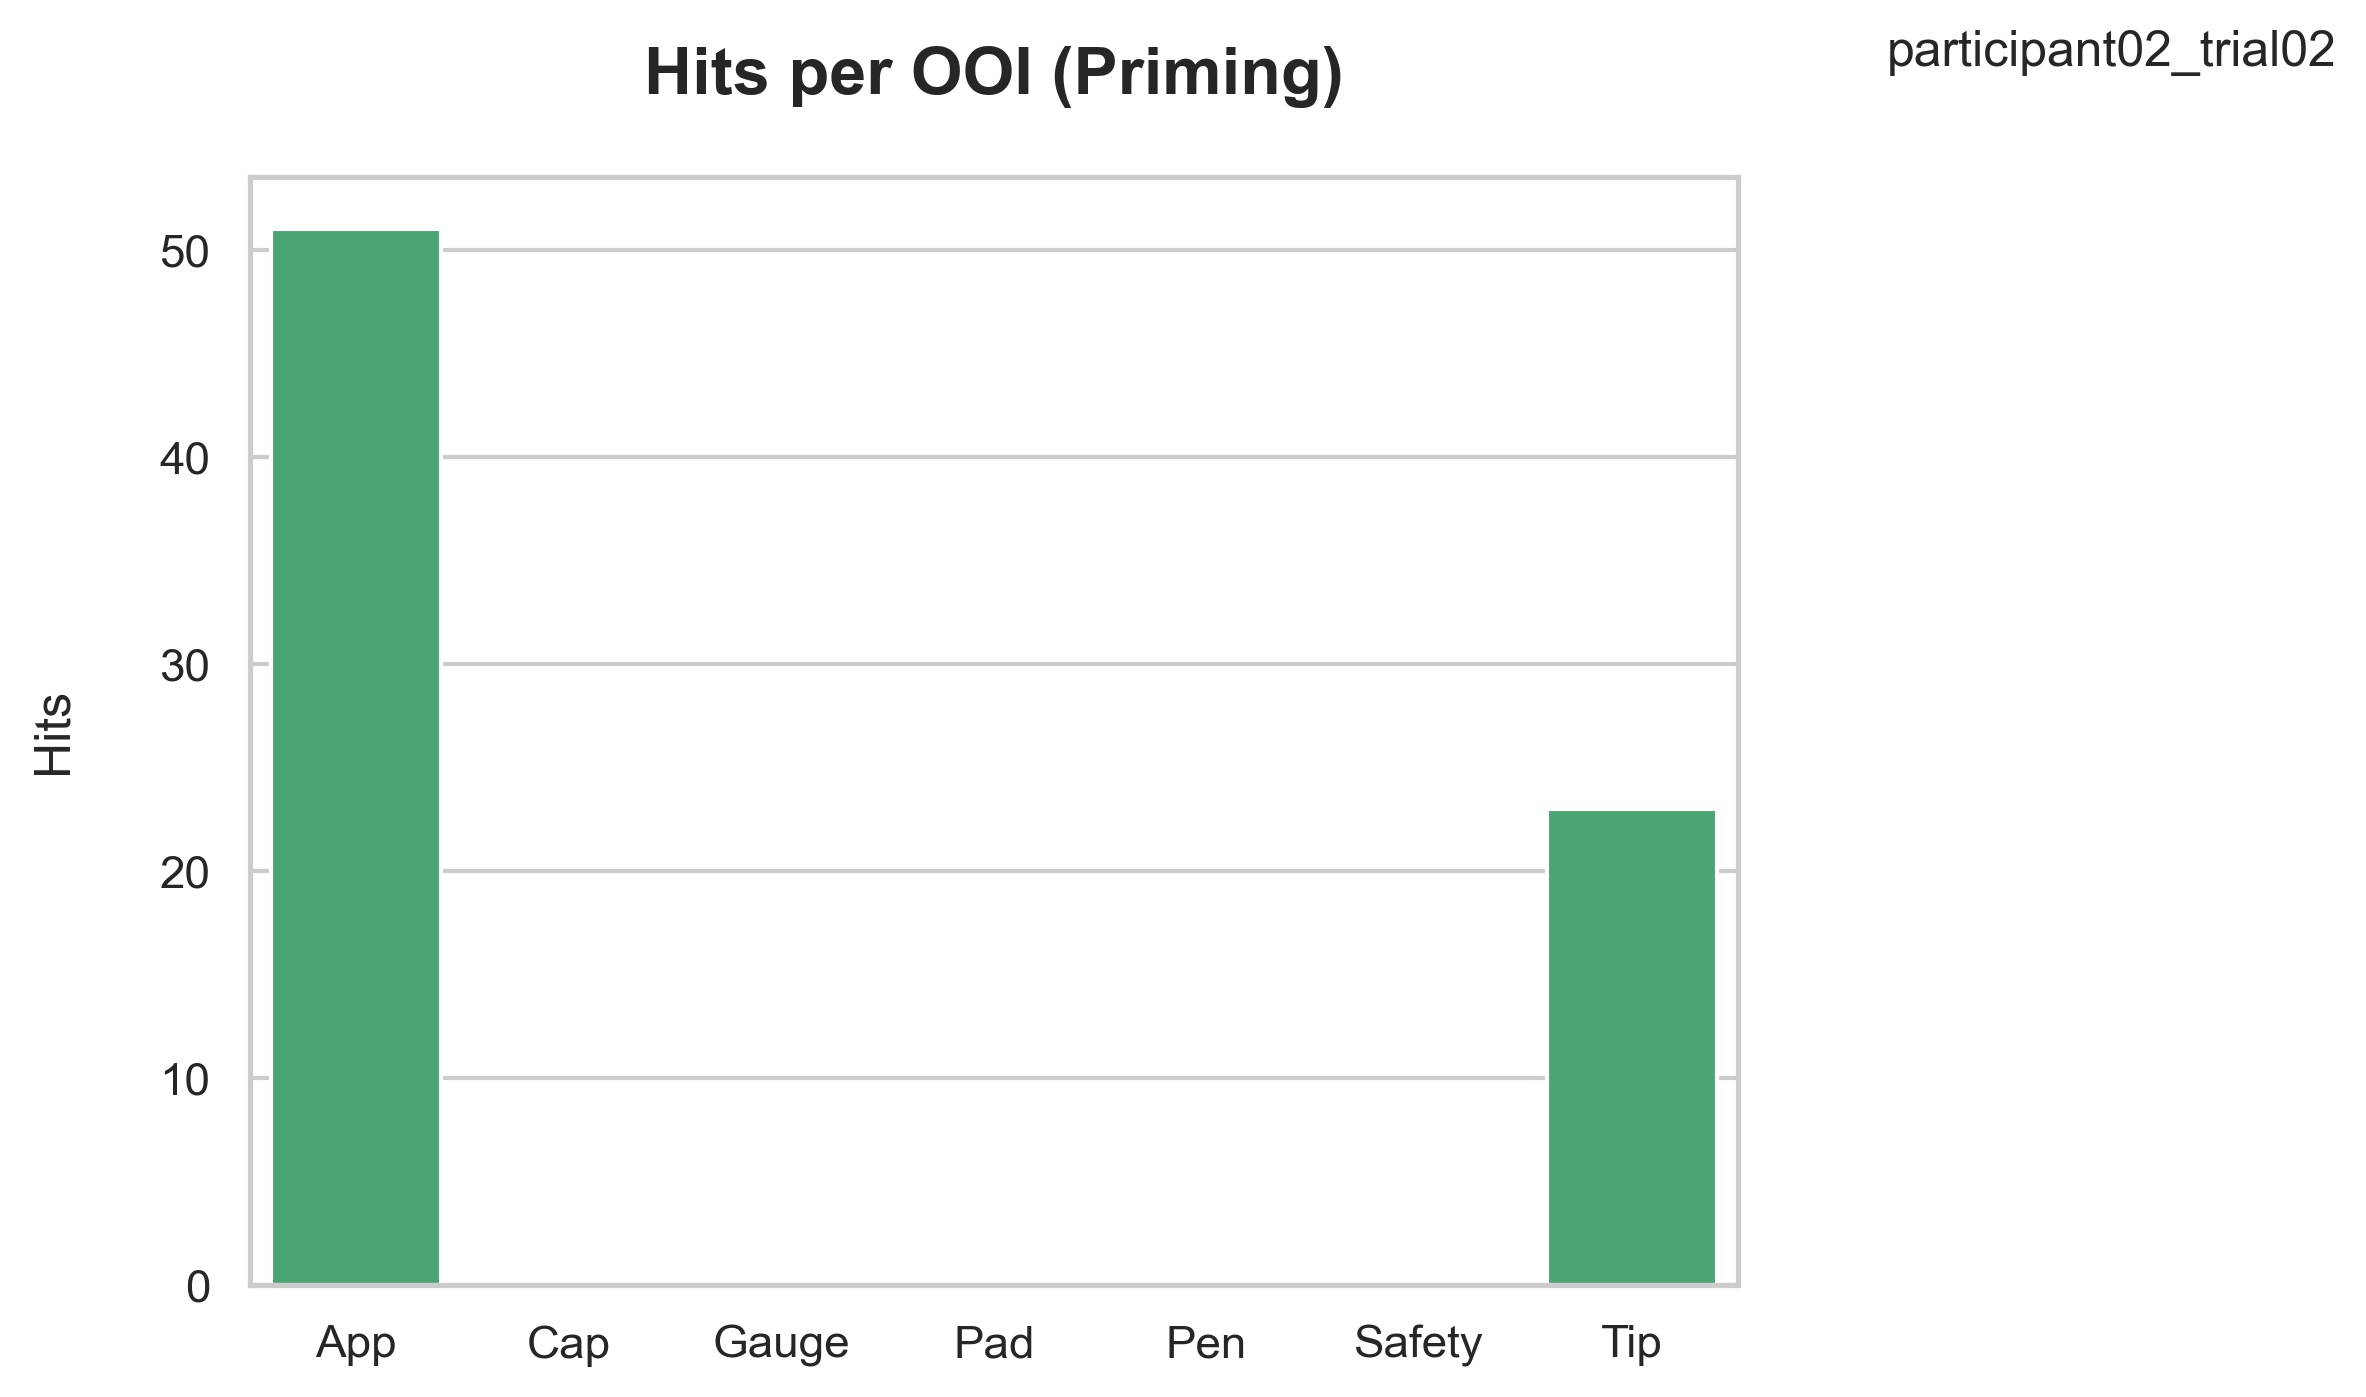 Hits per OOI (Priming)
participant02_trial02
50
40
30
20
10
0
Hits
App Cap Gauge Pad Pen Safety Tip